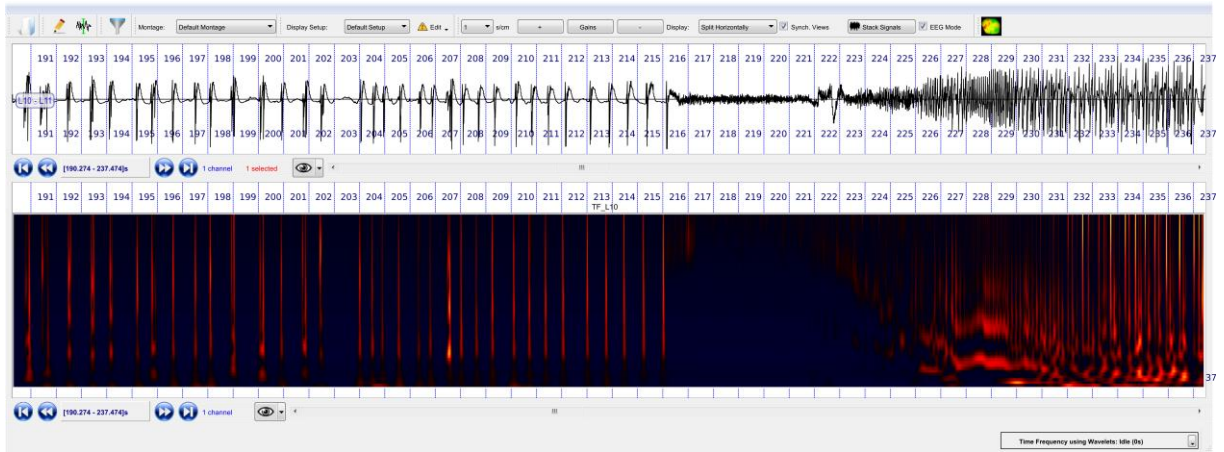 Montage: Default Montage Display Setup: Default Setup Edit 1 s/cm + Gains - Display: Split Horizontally Synch. Views Stack Signals EEG Mode
191 192 193 194 195 196 197 198 199 200 201 202 203 204 205 206 207 208 209 210 211 212 213 214 215 216 217 218 219 220 221 222 223 224 225 226 227 228 229 230 231 232 233 234 235 236 237
L10 - L11
191 192 193 194 195 196 197 198 199 200 201 202 203 204 205 206 207 208 209 210 211 212 213 214 215 216 217 218 219 220 221 222 223 224 225 226 227 228 229 230 231 232 233 234 235 236 237
[190.274 - 237.474]s 1 channel 1 selected
191 192 193 194 195 196 197 198 199 200 201 202 203 204 205 206 207 208 209 210 211 212 213 214 215 216 217 218 219 220 221 222 223 224 225 226 227 228 229 230 231 232 233 234 235 236 237
TF_L10
37
[190.274 - 237.474]s 1 channel
Time Frequency using Wavelets: Idle (0s)